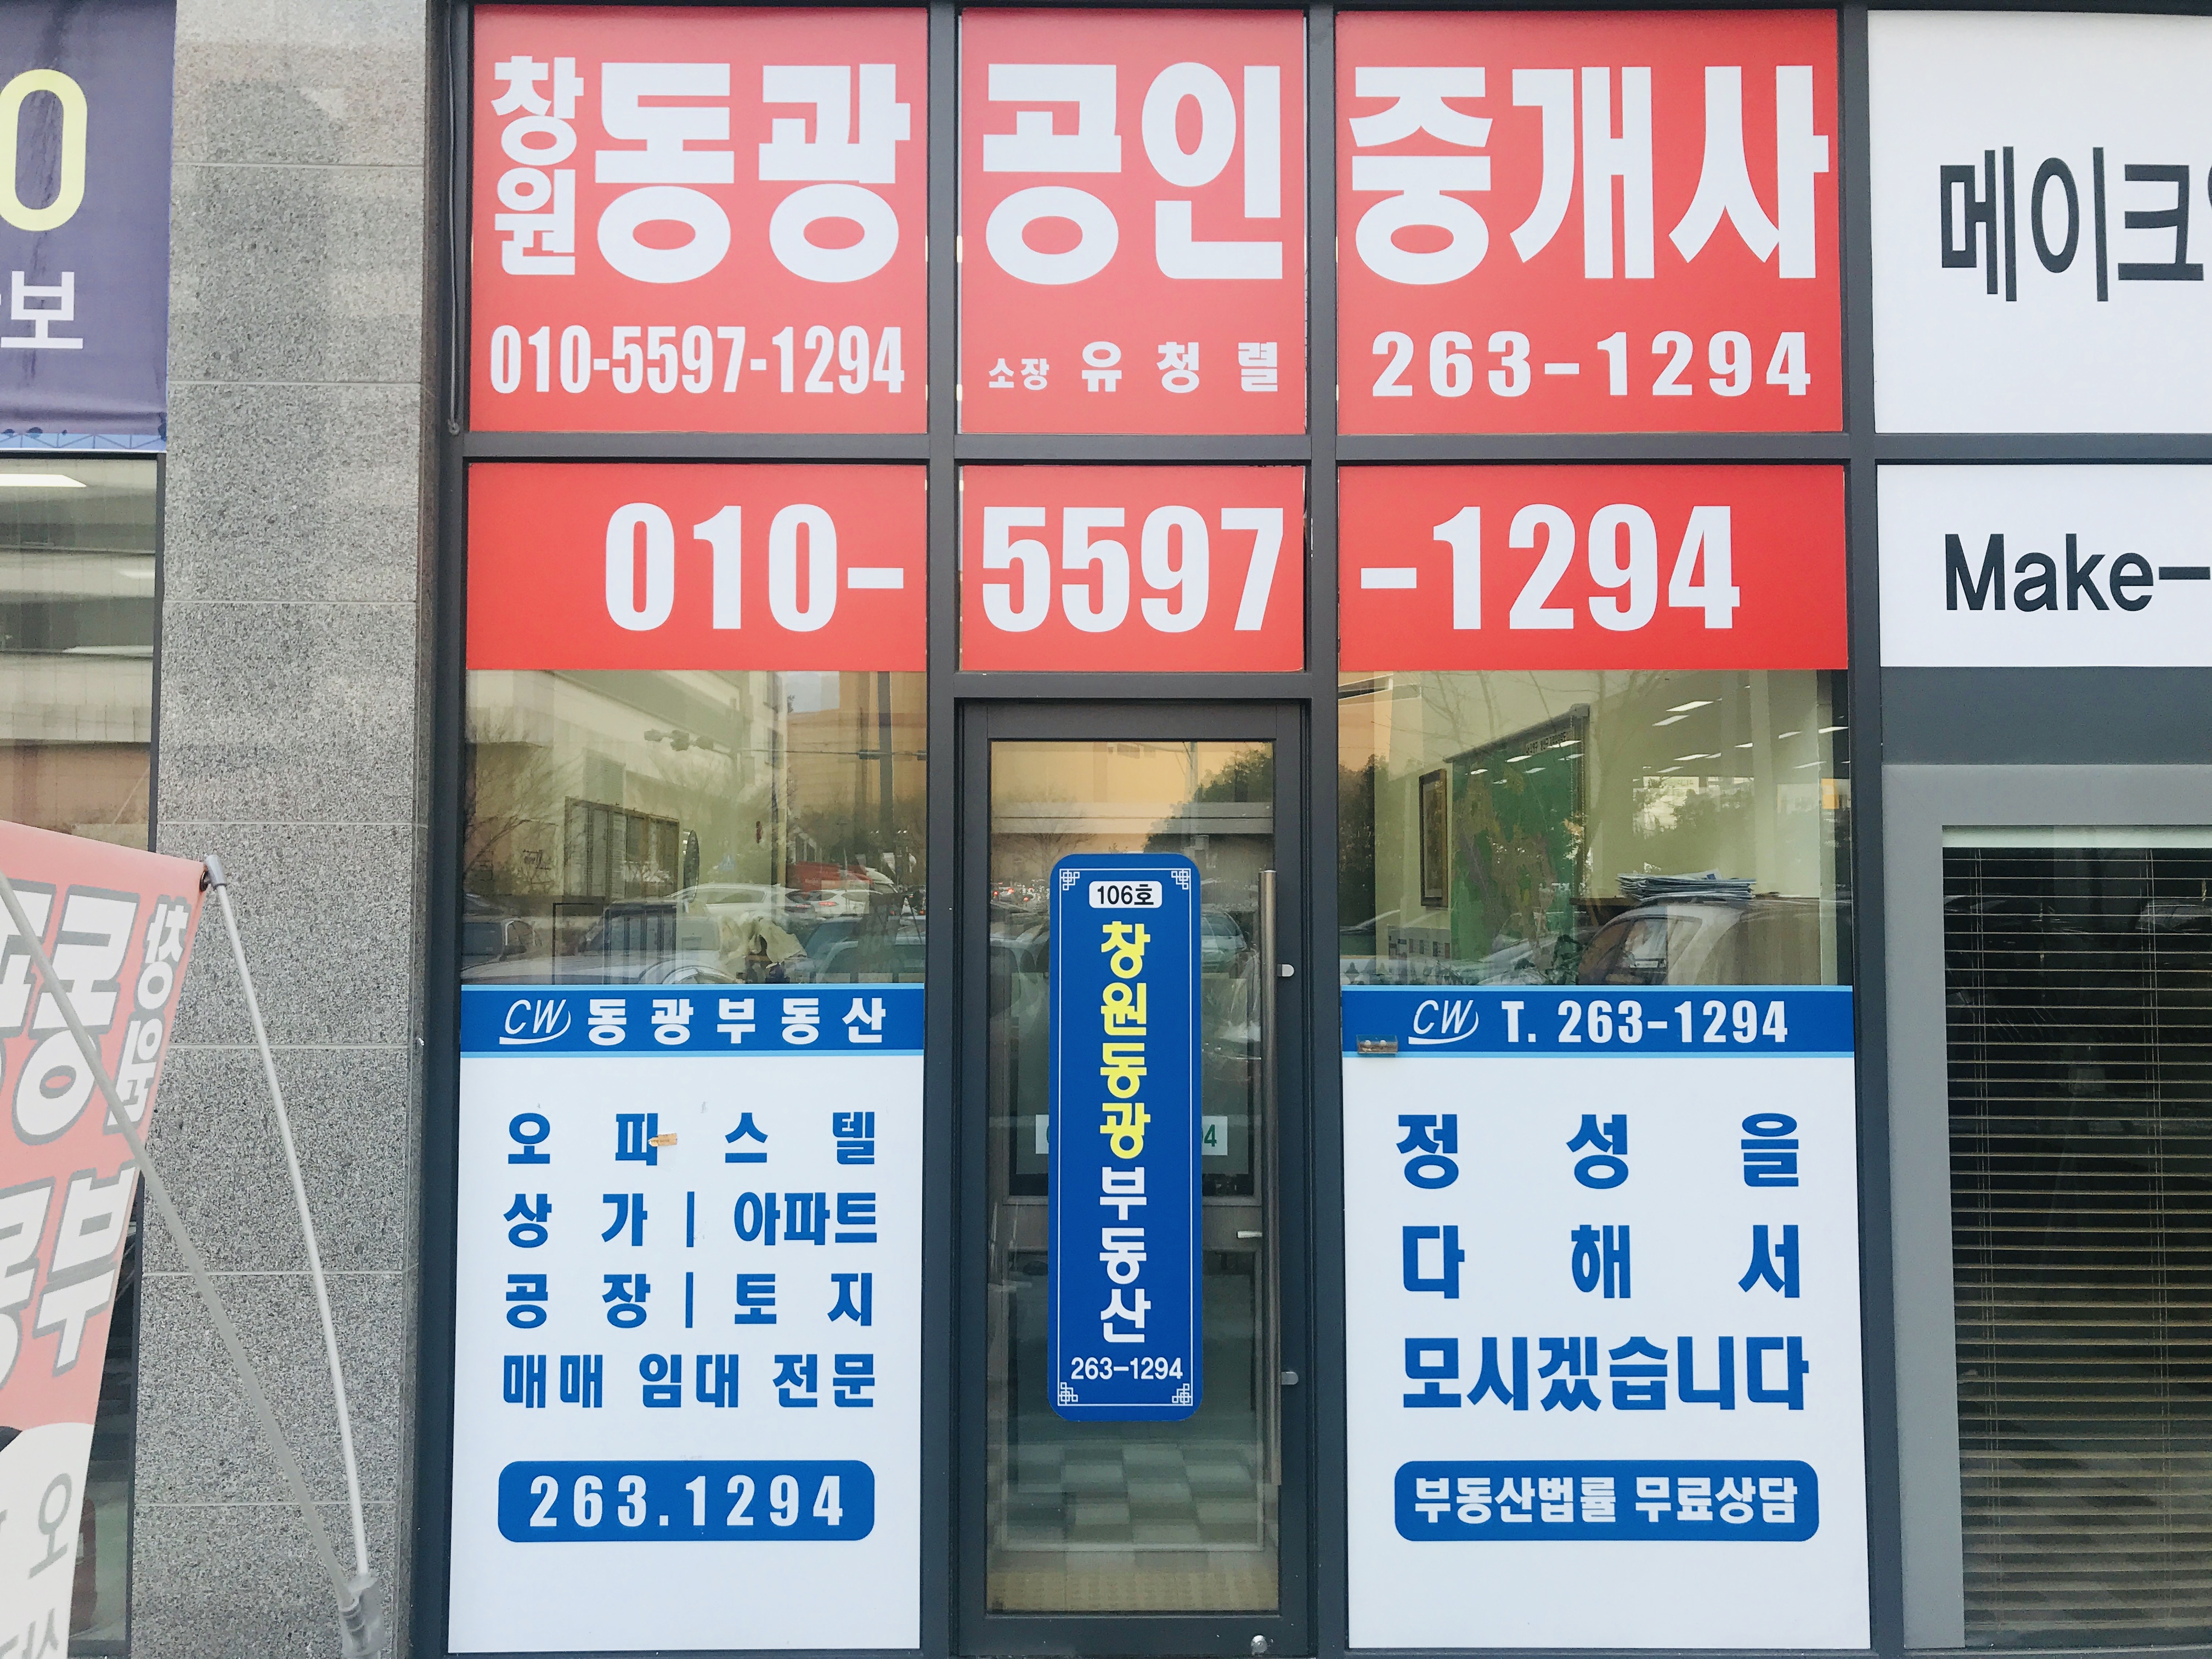 0
보
창원동광 공인 중개사
010-5597-1294 소장 유청렬 263-1294
010-5597-1294
메이크
Make-
CW 동광부동산
오피스텔
상가 | 아파트
공장 | 토지
매매 임대 전문
263.1294
106호
창원동광부동산
263-1294
CW T. 263-1294
정성을
다해서
모시겠습니다
부동산법률 무료상담
창원